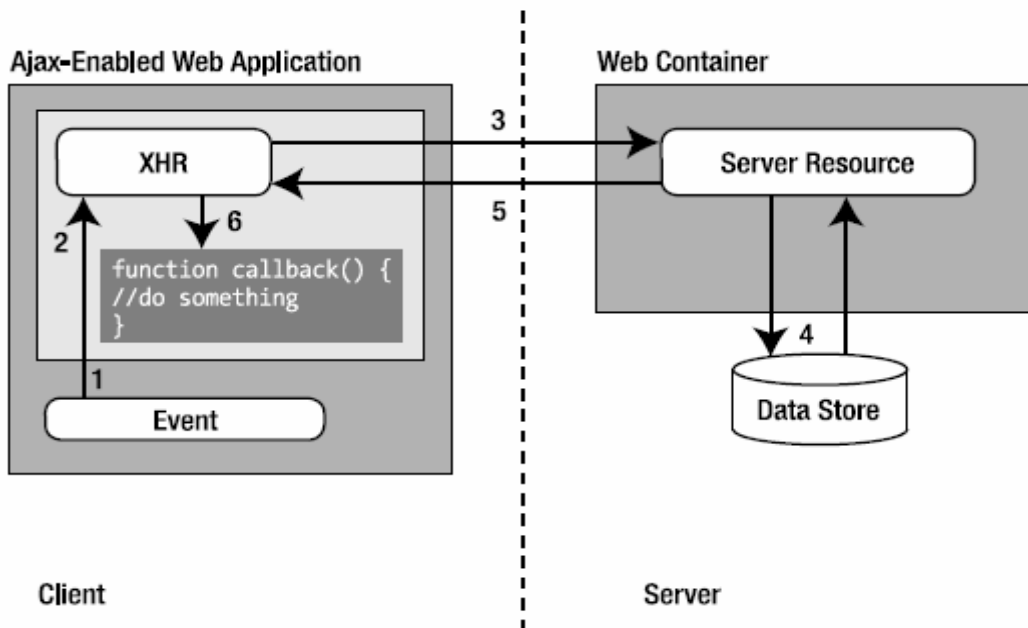 Ajax-Enabled Web Application
Web Container
XHR
3
Server Resource
5
2
6
function callback() {
//do something
}
4
1
Event
Data Store
Client
Server